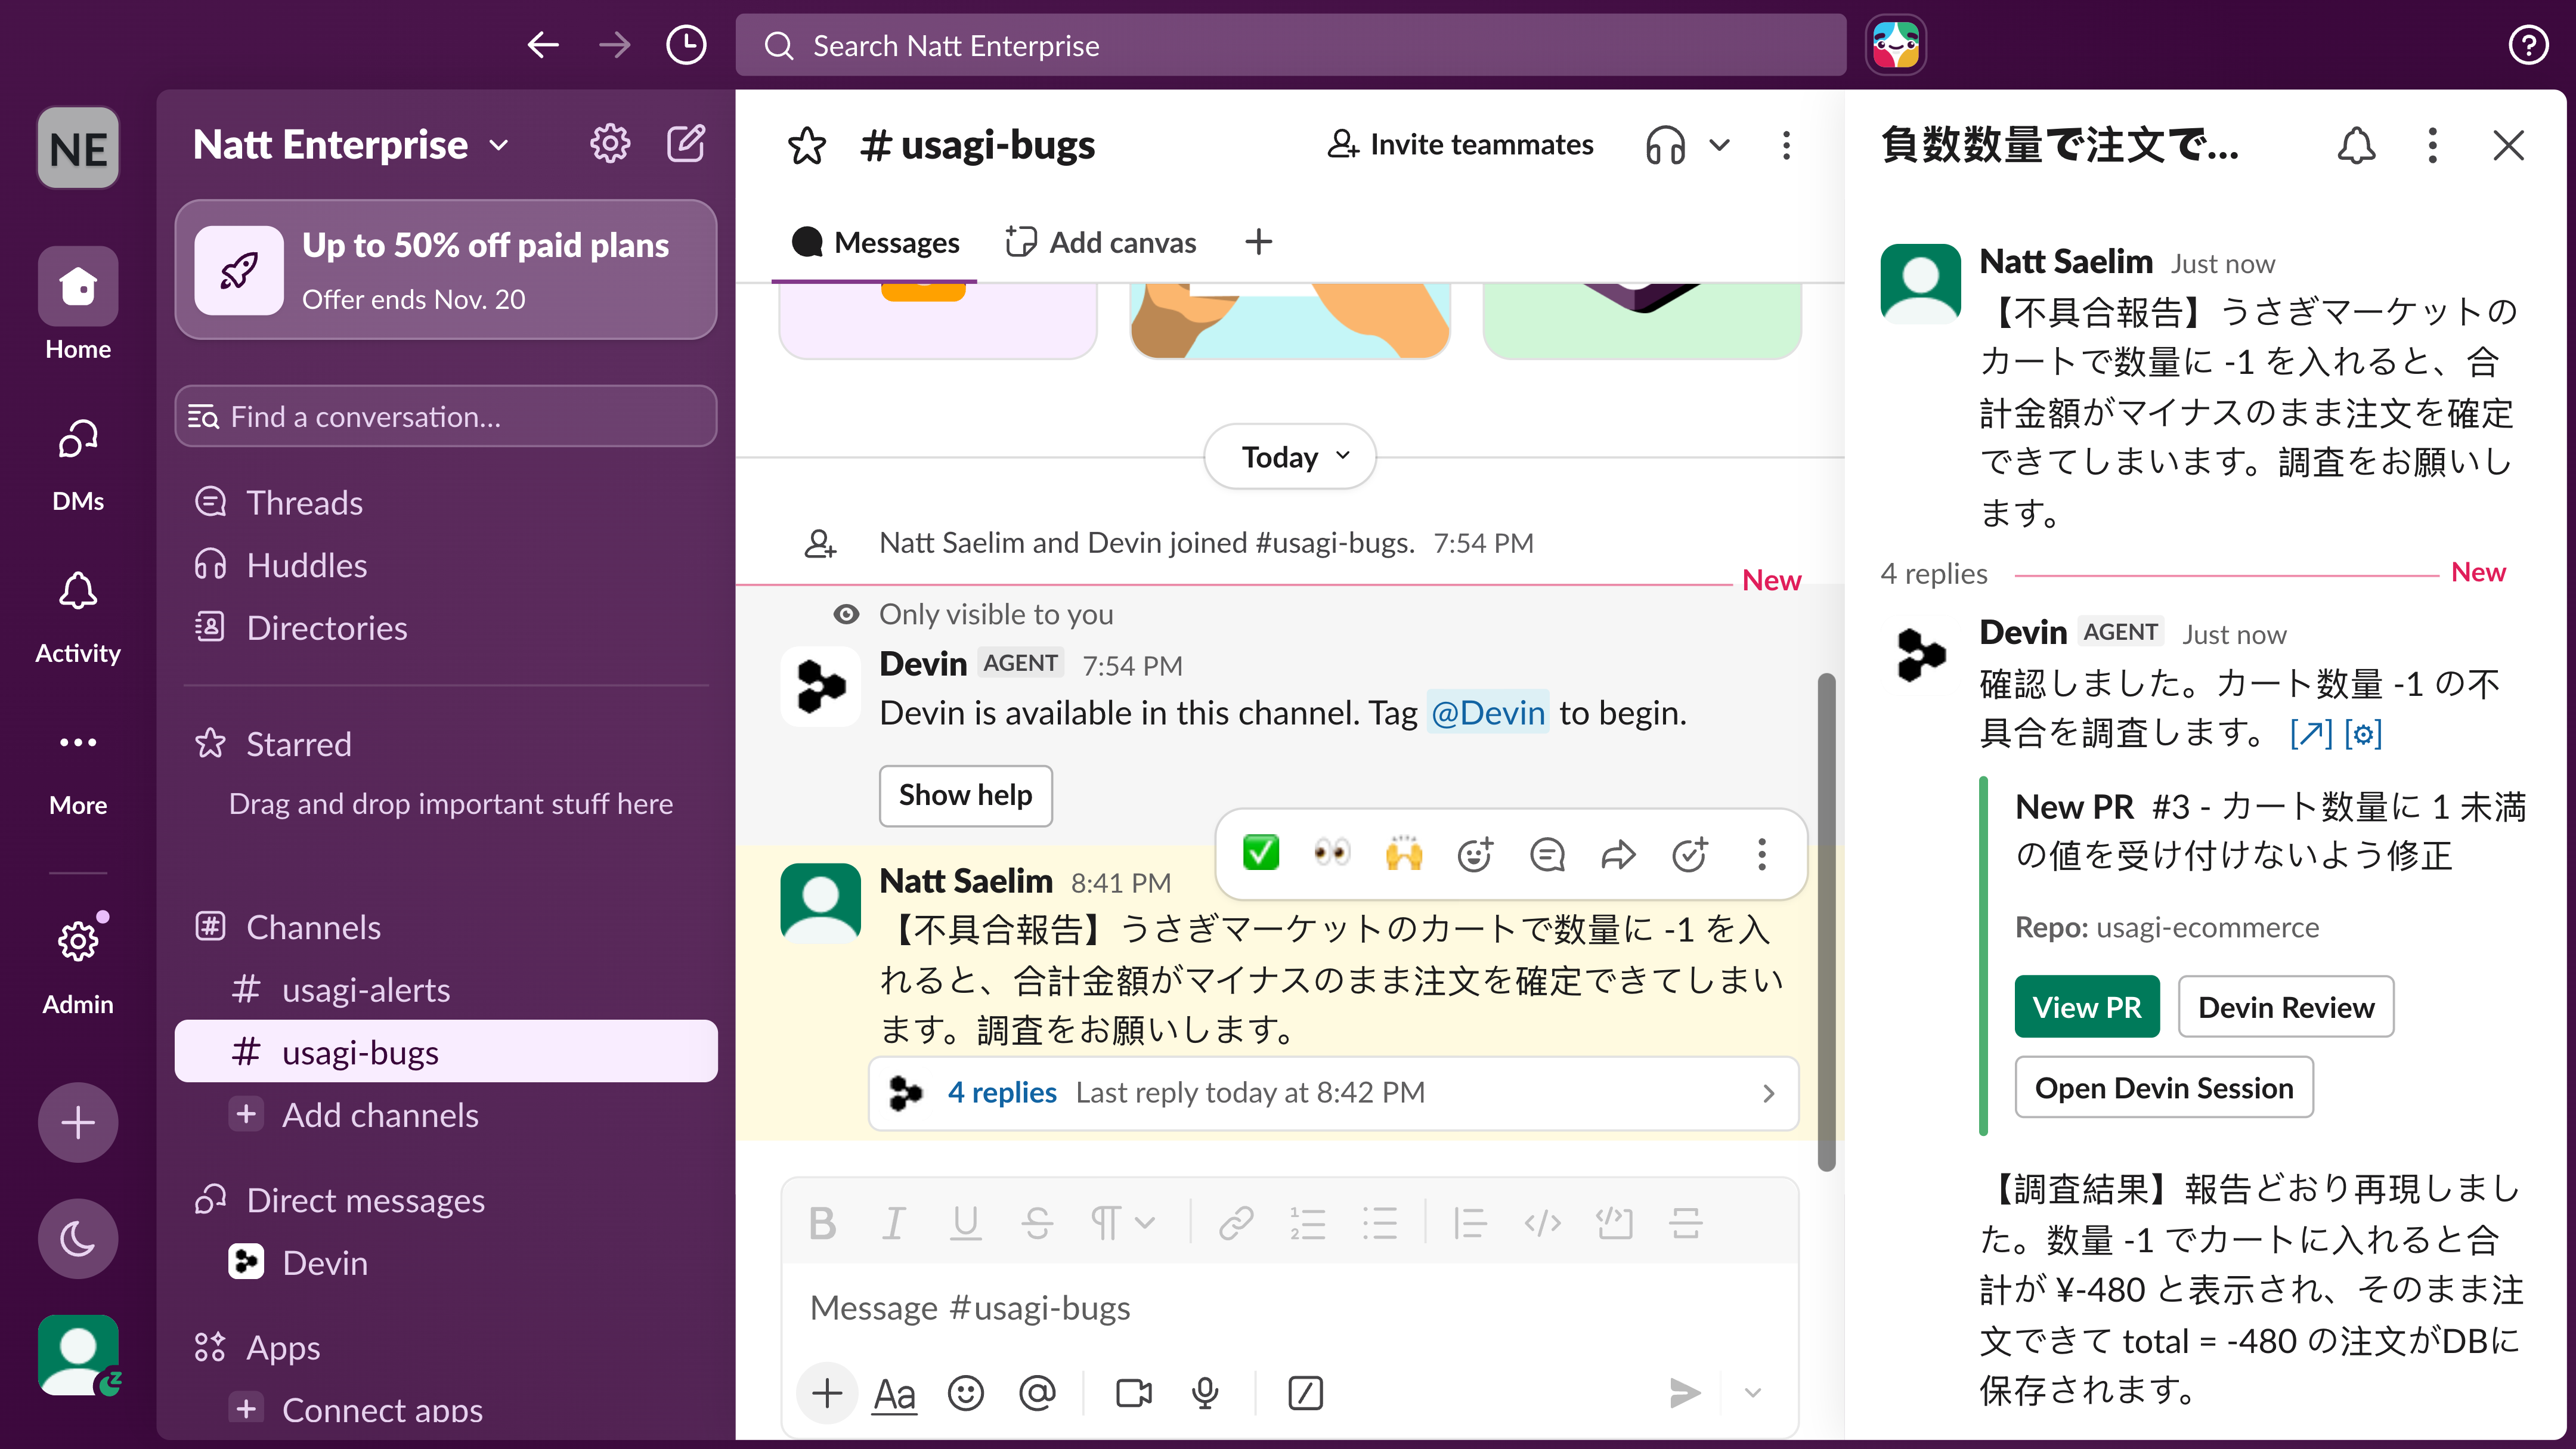 Search Natt Enterprise
NE
Home
DMs
Activity
More
Admin
Natt Enterprise
Up to 50% off paid plans
Offer ends Nov. 20
Find a conversation...
Threads
Huddles
Directories
Starred
Drag and drop important stuff here
Channels
# usagi-alerts
# usagi-bugs
Add channels
Direct messages
Devin
Apps
Connect apps
# usagi-bugs
Invite teammates
Messages
Add canvas
Today
Natt Saelim and Devin joined #usagi-bugs. 7:54 PM
New
Only visible to you
Devin AGENT 7:54 PM
Devin is available in this channel. Tag @Devin to begin.
Show help
Natt Saelim 8:41 PM
【不具合報告】うさぎマーケットのカートで数量に -1 を入
れると、合計金額がマイナスのまま注文を確定できてしまい
ます。調査をお願いします。
4 replies Last reply today at 8:42 PM
Message #usagi-bugs
Aa
負数数量で注文で...
Natt Saelim Just now
【不具合報告】うさぎマーケットの
カートで数量に -1 を入れると、合
計金額がマイナスのまま注文を確定
できてしまいます。調査をお願いし
ます。
4 replies
New
Devin AGENT Just now
確認しました。カート数量 -1 の不
具合を調査します。 [↗] [⚙]
New PR #3 - カート数量に 1 未満
の値を受け付けないよう修正
Repo: usagi-ecommerce
View PR
Devin Review
Open Devin Session
【調査結果】報告どおり再現しまし
た。数量 -1 でカートに入れると合
計が ¥-480 と表示され、そのまま注
文できて total = -480 の注文がDBに
保存されます。